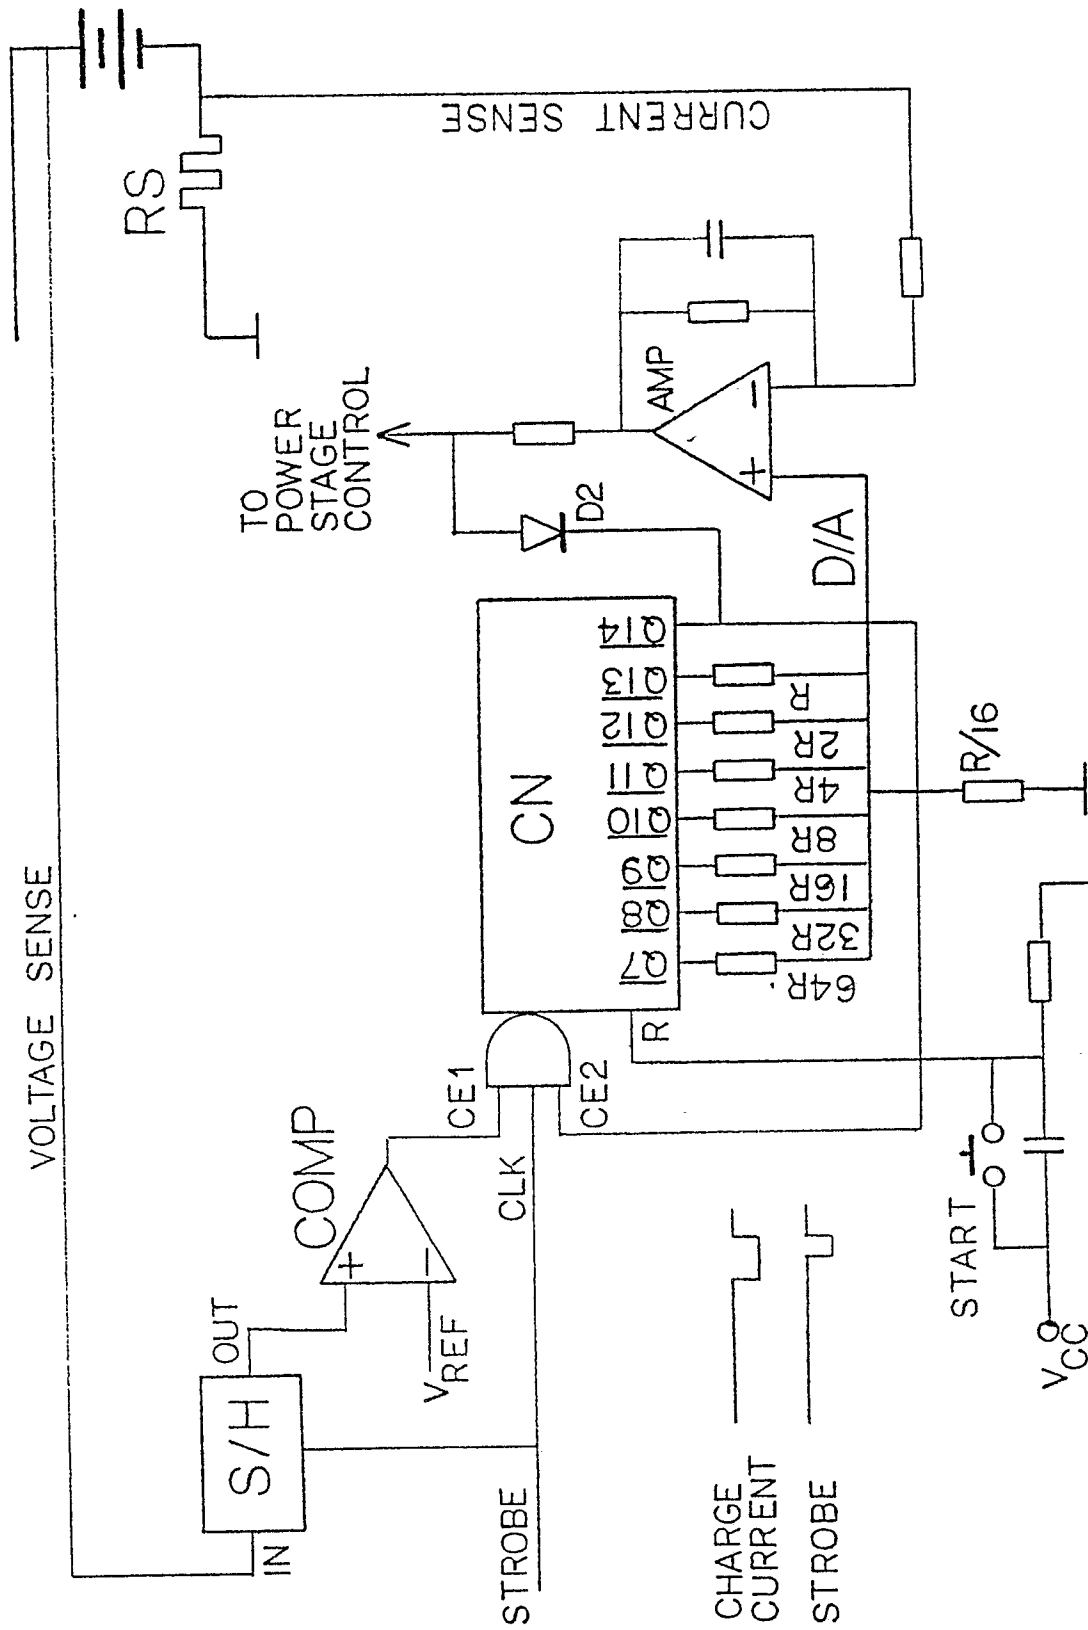 VOLTAGE SENSE
RS
CURRENT SENSE
TO
POWER
STAGE
CONTROL
AMP
+
−
D2
D/A
S/H
IN
OUT
COMP
+
−
VREF
CE1
CLK
CE2
STROBE
CN
R
Q7
Q8
Q9
Q10
Q11
Q12
Q13
Q14
64R
32R
16R
8R
4R
2R
R
R/16
CHARGE
CURRENT
STROBE
START
VCC